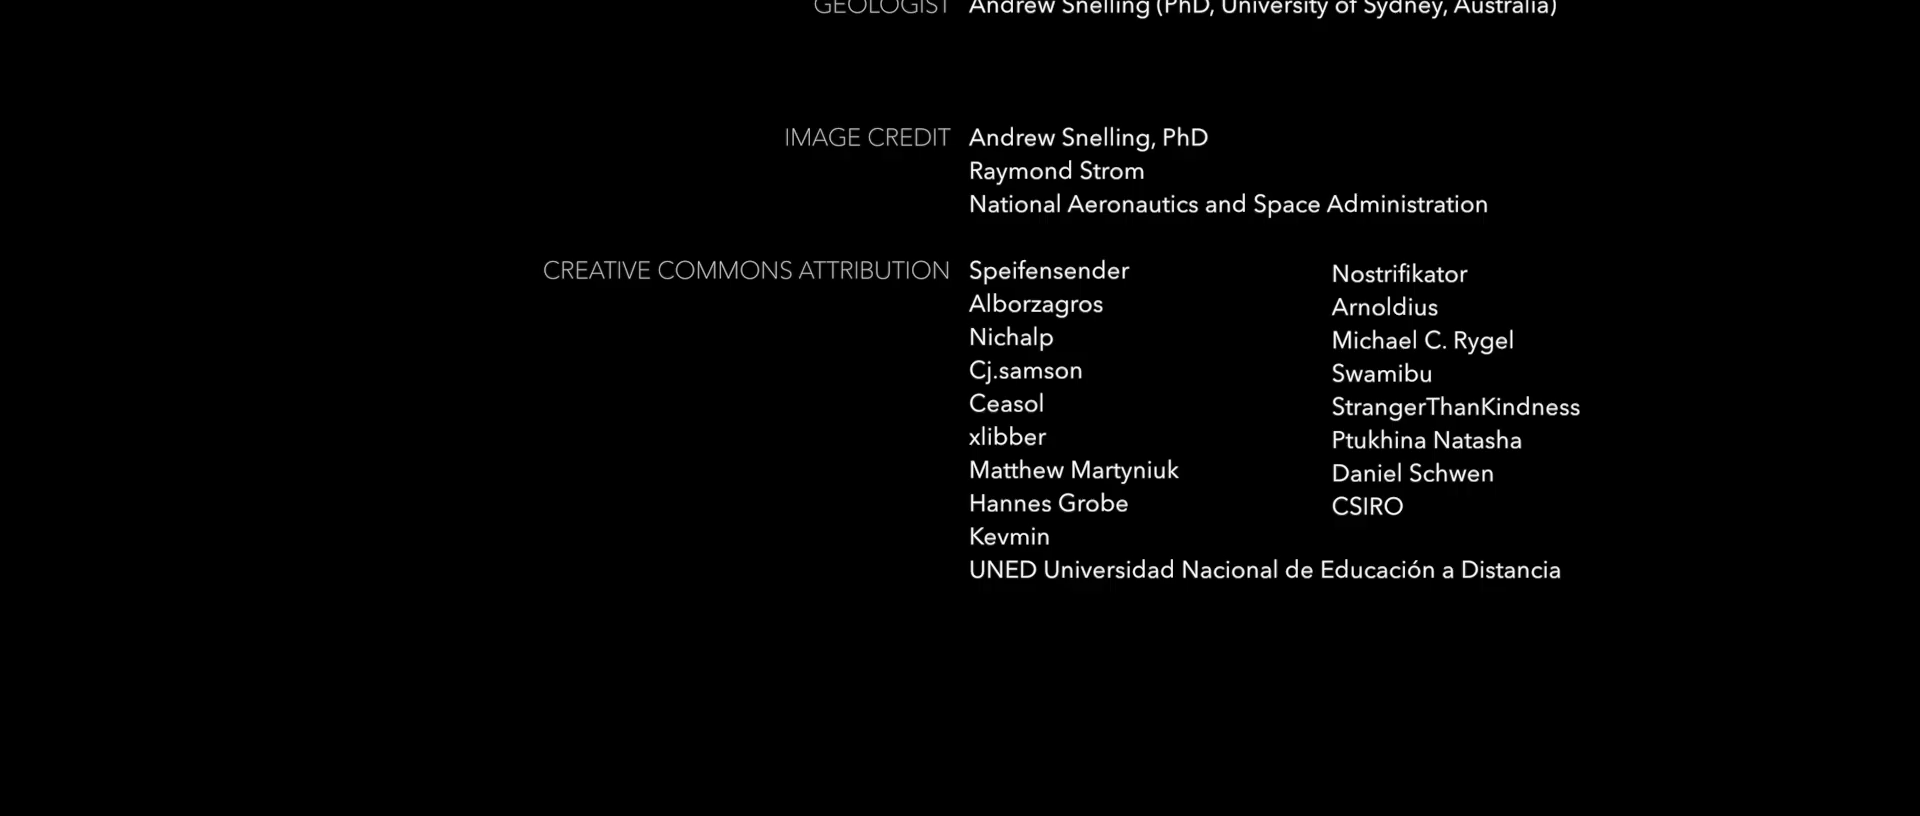 GEOLOGIST Andrew Snelling (PhD, University of Sydney, Australia)
IMAGE CREDIT Andrew Snelling, PhD
Raymond Strom
National Aeronautics and Space Administration
CREATIVE COMMONS ATTRIBUTION Speifensender
Alborzagros
Nichalp
Cj.samson
Ceasol
xlibber
Matthew Martyniuk
Hannes Grobe
Kevmin
UNED Universidad Nacional de Educación a Distancia
Nostrifikator
Arnoldius
Michael C. Rygel
Swamibu
StrangerThanKindness
Ptukhina Natasha
Daniel Schwen
CSIRO